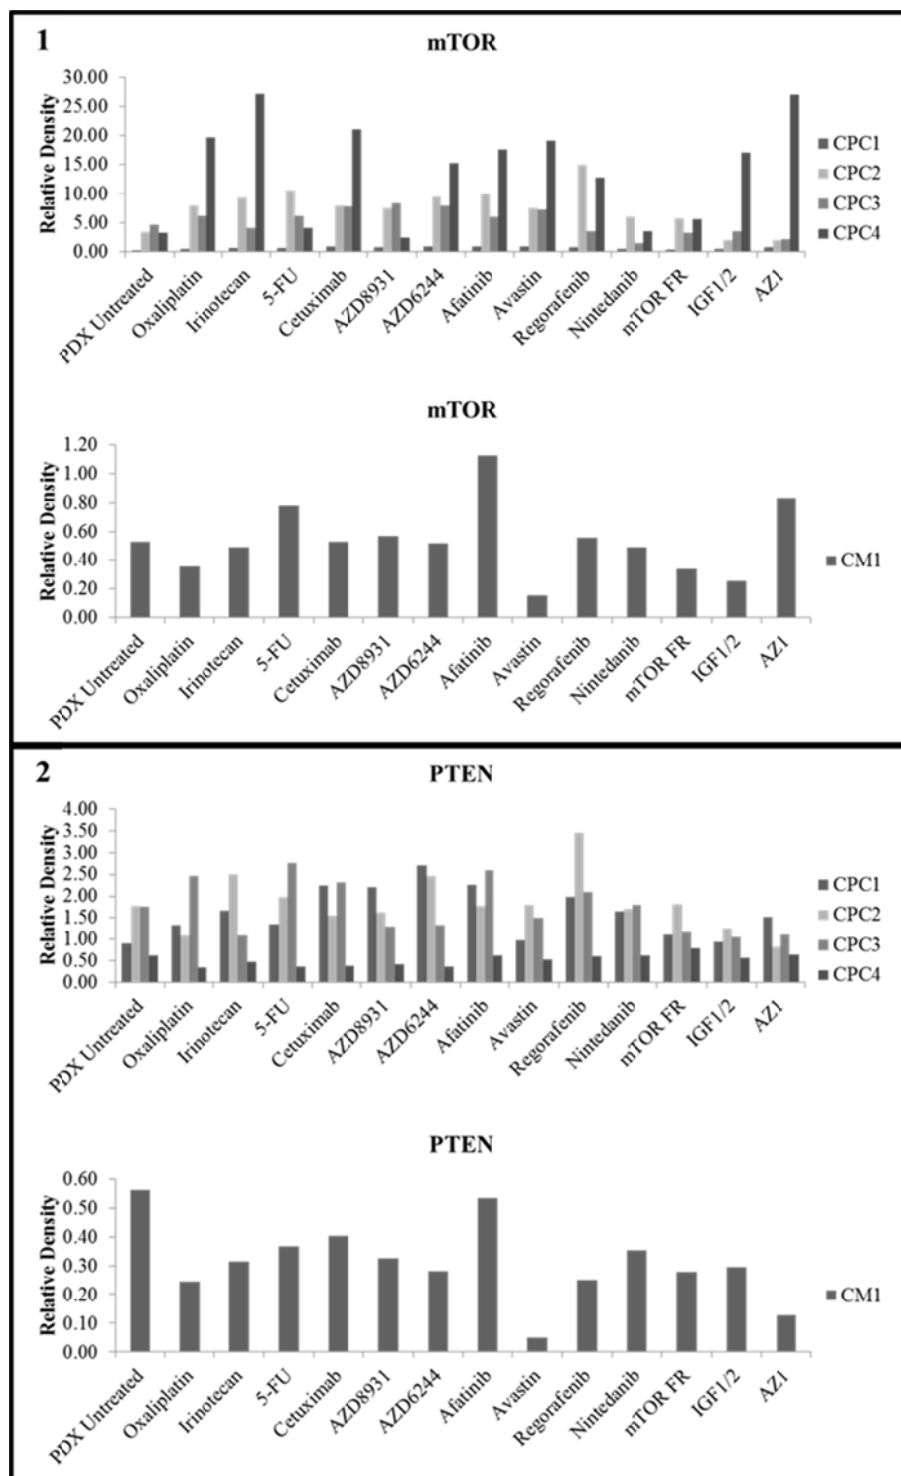 1
mTOR
Relative Density
30.00
25.00
20.00
15.00
10.00
5.00
0.00
CPC1
CPC2
CPC3
CPC4
PDX Untreated
Oxaliplatin
Irinotecan
5-FU
Cetuximab
AZD8931
AZD6244
Afatinib
Avastin
Regorafenib
Nintedanib
mTOR FR
IGF1/2
AZ1
mTOR
Relative Density
1.20
1.00
0.80
0.60
0.40
0.20
0.00
CM1
PDX Untreated
Oxaliplatin
Irinotecan
5-FU
Cetuximab
AZD8931
AZD6244
Afatinib
Avastin
Regorafenib
Nintedanib
mTOR FR
IGF1/2
AZ1
2
PTEN
Relative Density
4.00
3.50
3.00
2.50
2.00
1.50
1.00
0.50
0.00
CPC1
CPC2
CPC3
CPC4
PDX Untreated
Oxaliplatin
Irinotecan
5-FU
Cetuximab
AZD8931
AZD6244
Afatinib
Avastin
Regorafenib
Nintedanib
mTOR FR
IGF1/2
AZ1
PTEN
Relative Density
0.60
0.50
0.40
0.30
0.20
0.10
0.00
CM1
PDX Untreated
Oxaliplatin
Irinotecan
5-FU
Cetuximab
AZD8931
AZD6244
Afatinib
Avastin
Regorafenib
Nintedanib
mTOR FR
IGF1/2
AZ1